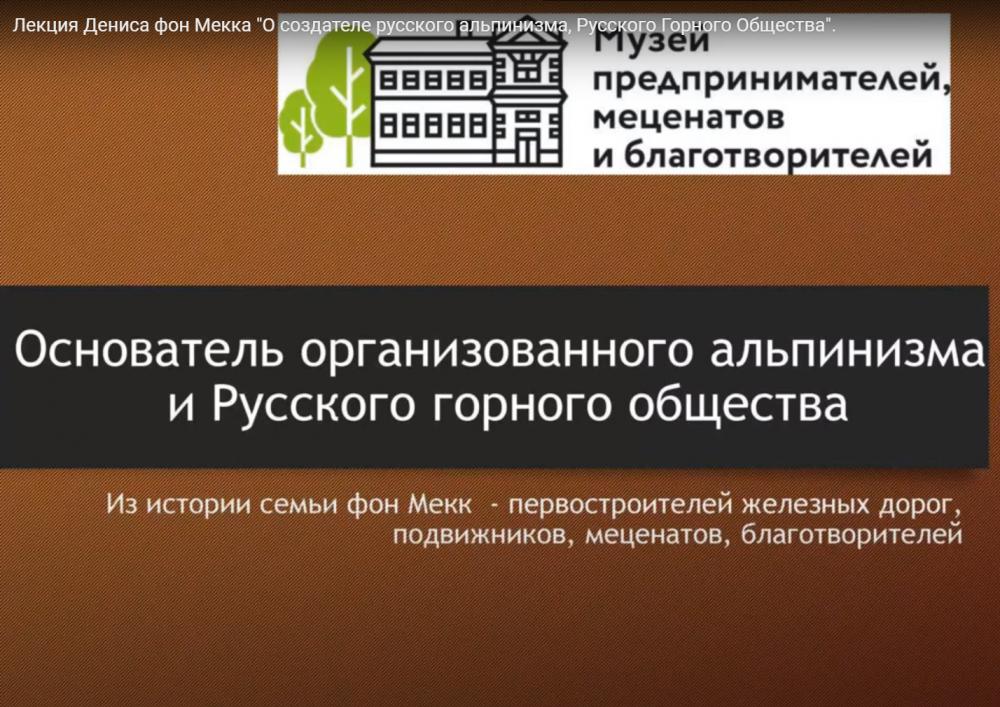 Лекция Дениса фон Мекка "О создателе русского альпинизма, Русского Горного Общества".
Музей
предпринимателей,
меценатов
и благотворителей
Основатель организованного альпинизма
и Русского горного общества
Из истории семьи фон Мекк - первостроителей железных дорог,
подвижников, меценатов, благотворителей